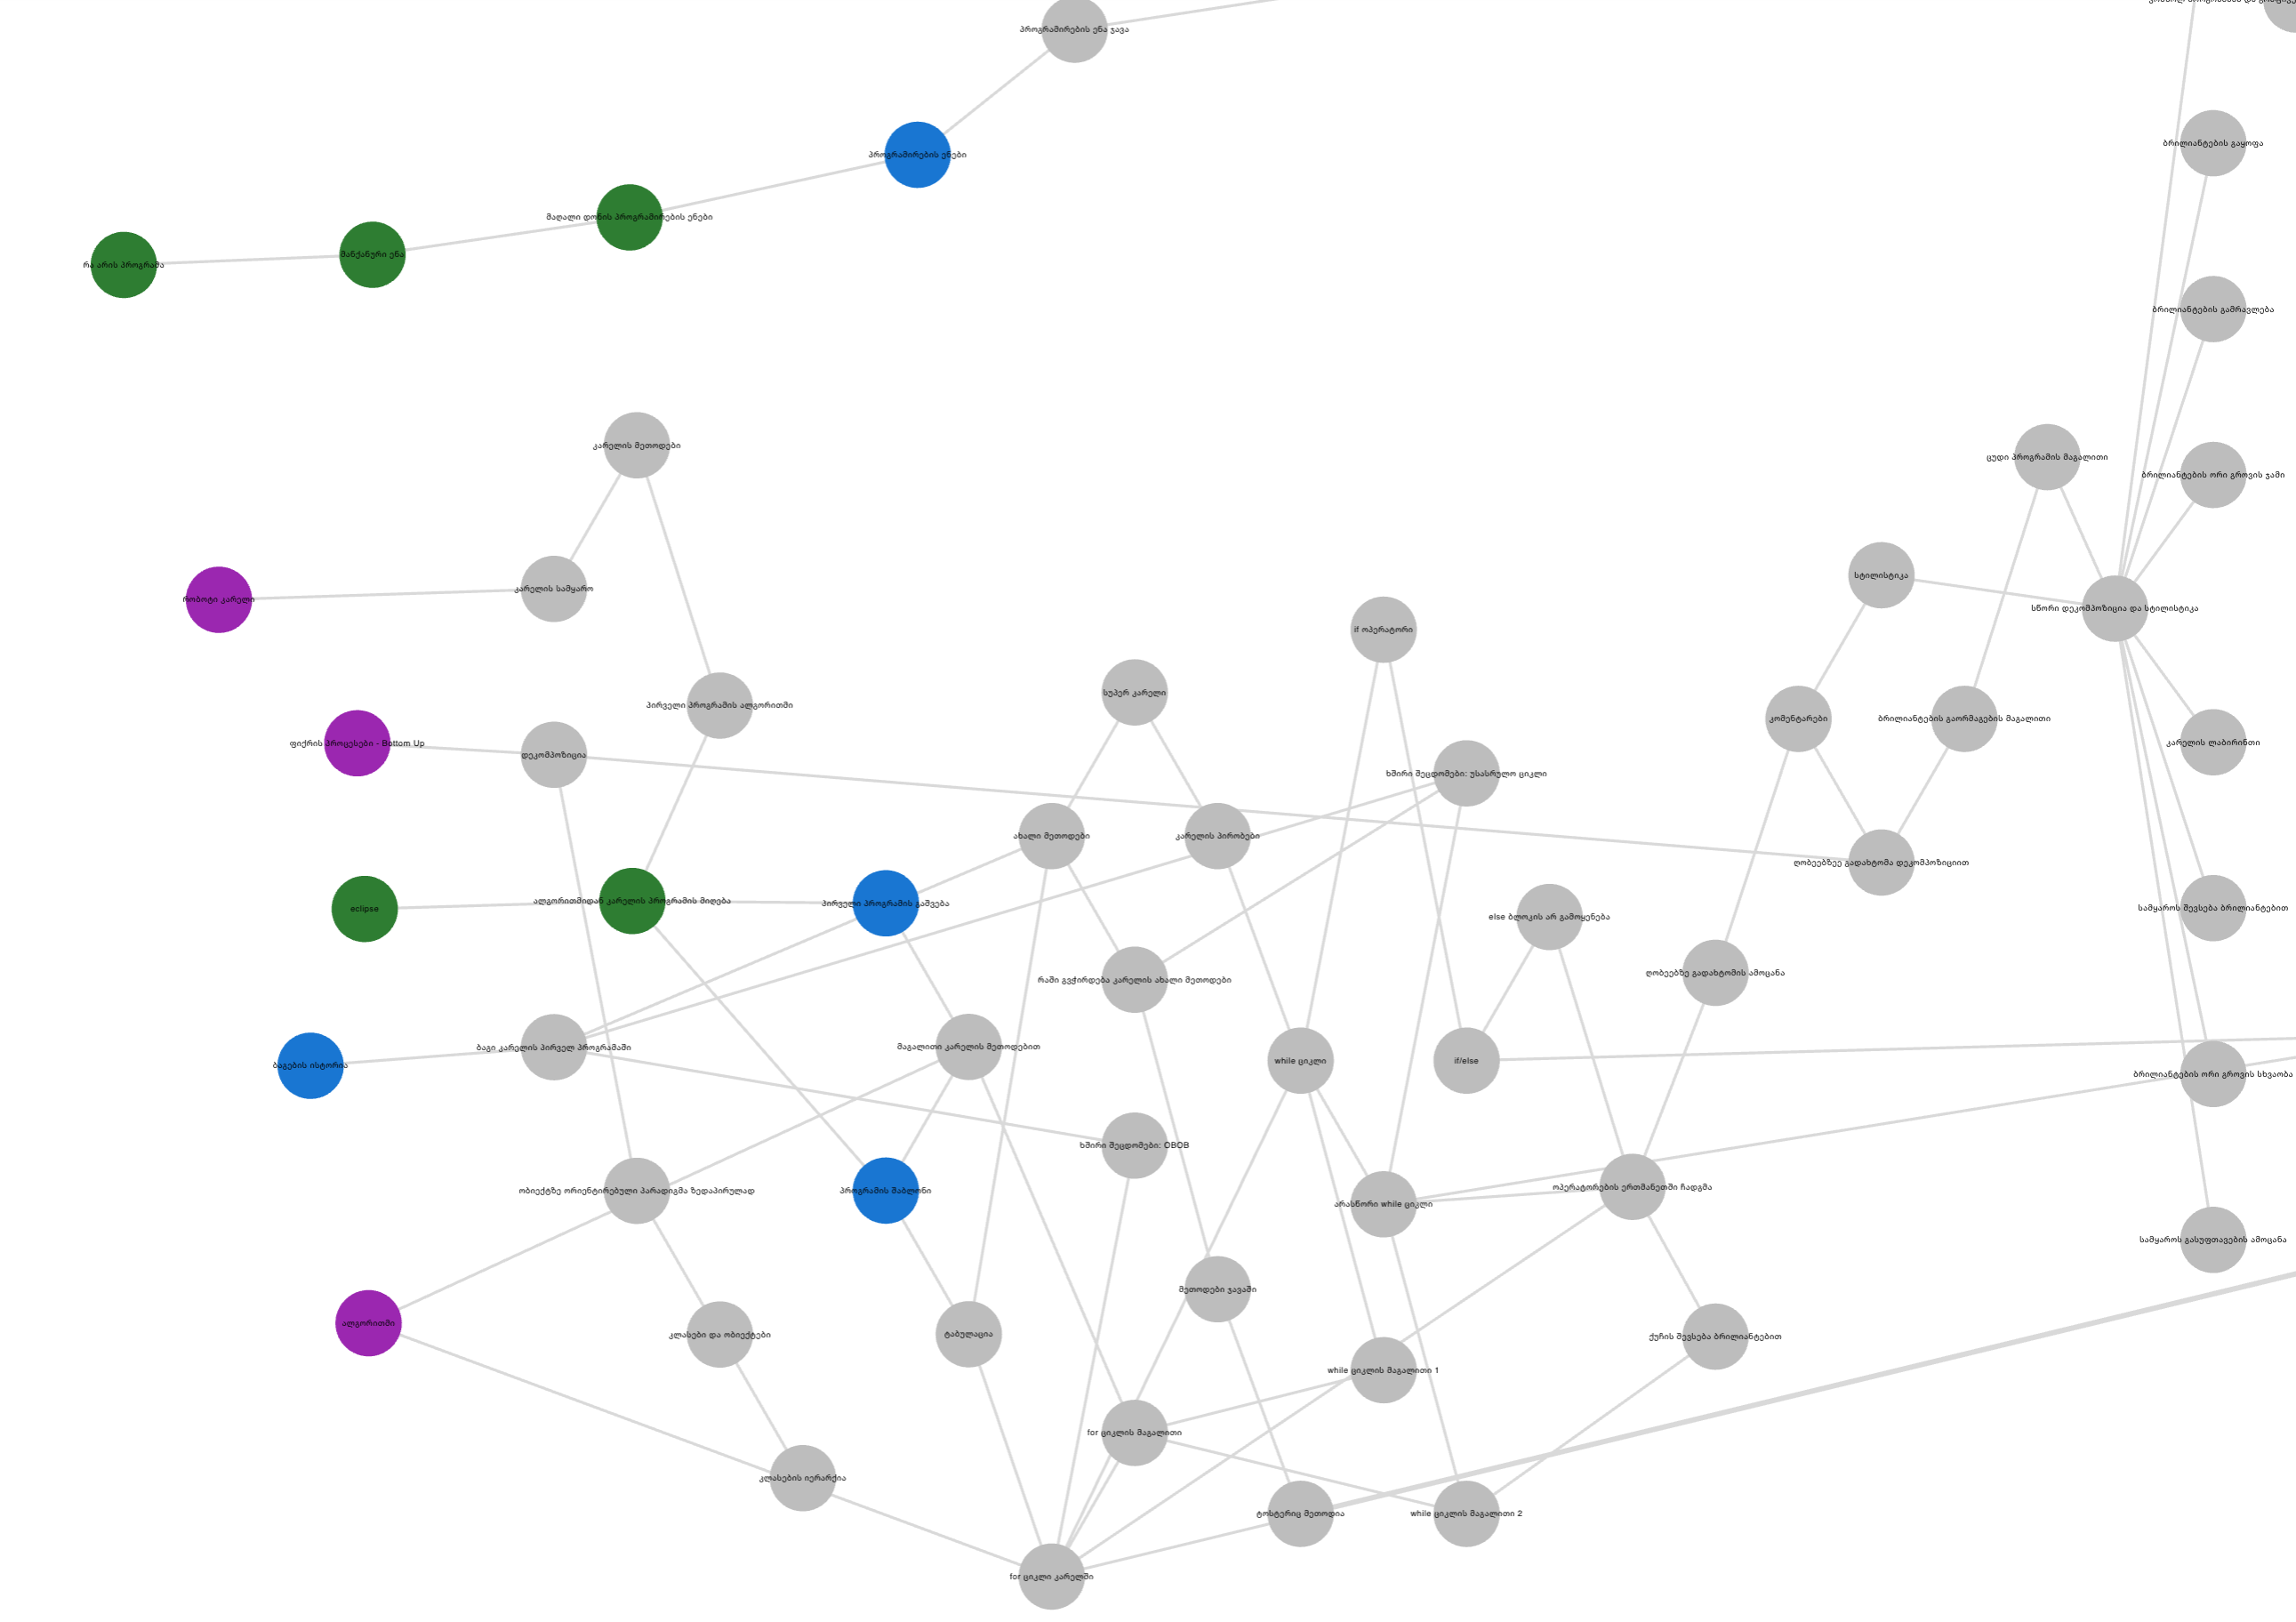 პროგრამირების ენა ჯავა
ბრილიანტების გაყოფა
პროგრამირების ენები
მაღალი დონის პროგრამირების ენები
მანქანური ენა
რა არის პროგრამა
ბრილიანტების გამრავლება
კარელის მეთოდები
ცუდი პროგრამის მაგალითი
ბრილიანტების ორი გროვის ჯამი
სტილისტიკა
კარელის სამყარო
რობოტი კარელი
სწორი დეკომპოზიცია და სტილისტიკა
if ოპერატორი
სუპერ კარელი
პირველი პროგრამის ალგორითმი
კომენტარები
ბრილიანტების გაორმაგების მაგალითი
ფიქრის პროცესები - Bottom Up
კარელის ლაბირინთი
დეკომპოზიცია
ხშირი შეცდომები: უსასრულო ციკლი
ახალი მეთოდები
კარელის პირობები
ღობეებზეე გადახტომა დეკომპოზიციით
eclipse
ალგორითმიდან კარელის პროგრამის მიღება
პირველი პროგრამის გაშვება
else ბლოკის არ გამოყენება
სამყაროს შევსება ბრილიანტებით
რაში გვჭირდება კარელის ახალი მეთოდები
ღობეებზე გადახტომის ამოცანა
ბაგების ისტორია
ბაგი კარელის პირველ პროგრამაში
მაგალითი კარელის მეთოდებით
while ციკლი
if/else
ბრილიანტების ორი გროვის სხვაობა
ხშირი შეცდომები: OBOB
ობიექტზე ორიენტირებული პარადიგმა ზედაპირულად
პროგრამის შაბლონი
არასწორი while ციკლი
ოპერატორების ერთმანეთში ჩადგმა
სამყაროს გასუფთავების ამოცანა
მეთოდები ჯავაში
ალგორითმი
კლასები და ობიექტები
ტაბულაცია
ქუჩის შევსება ბრილიანტებით
while ციკლის მაგალითი 1
for ციკლის მაგალითი
კლასების იერარქია
ტოსტერიც მეთოდია
while ციკლის მაგალითი 2
for ციკლი კარელში